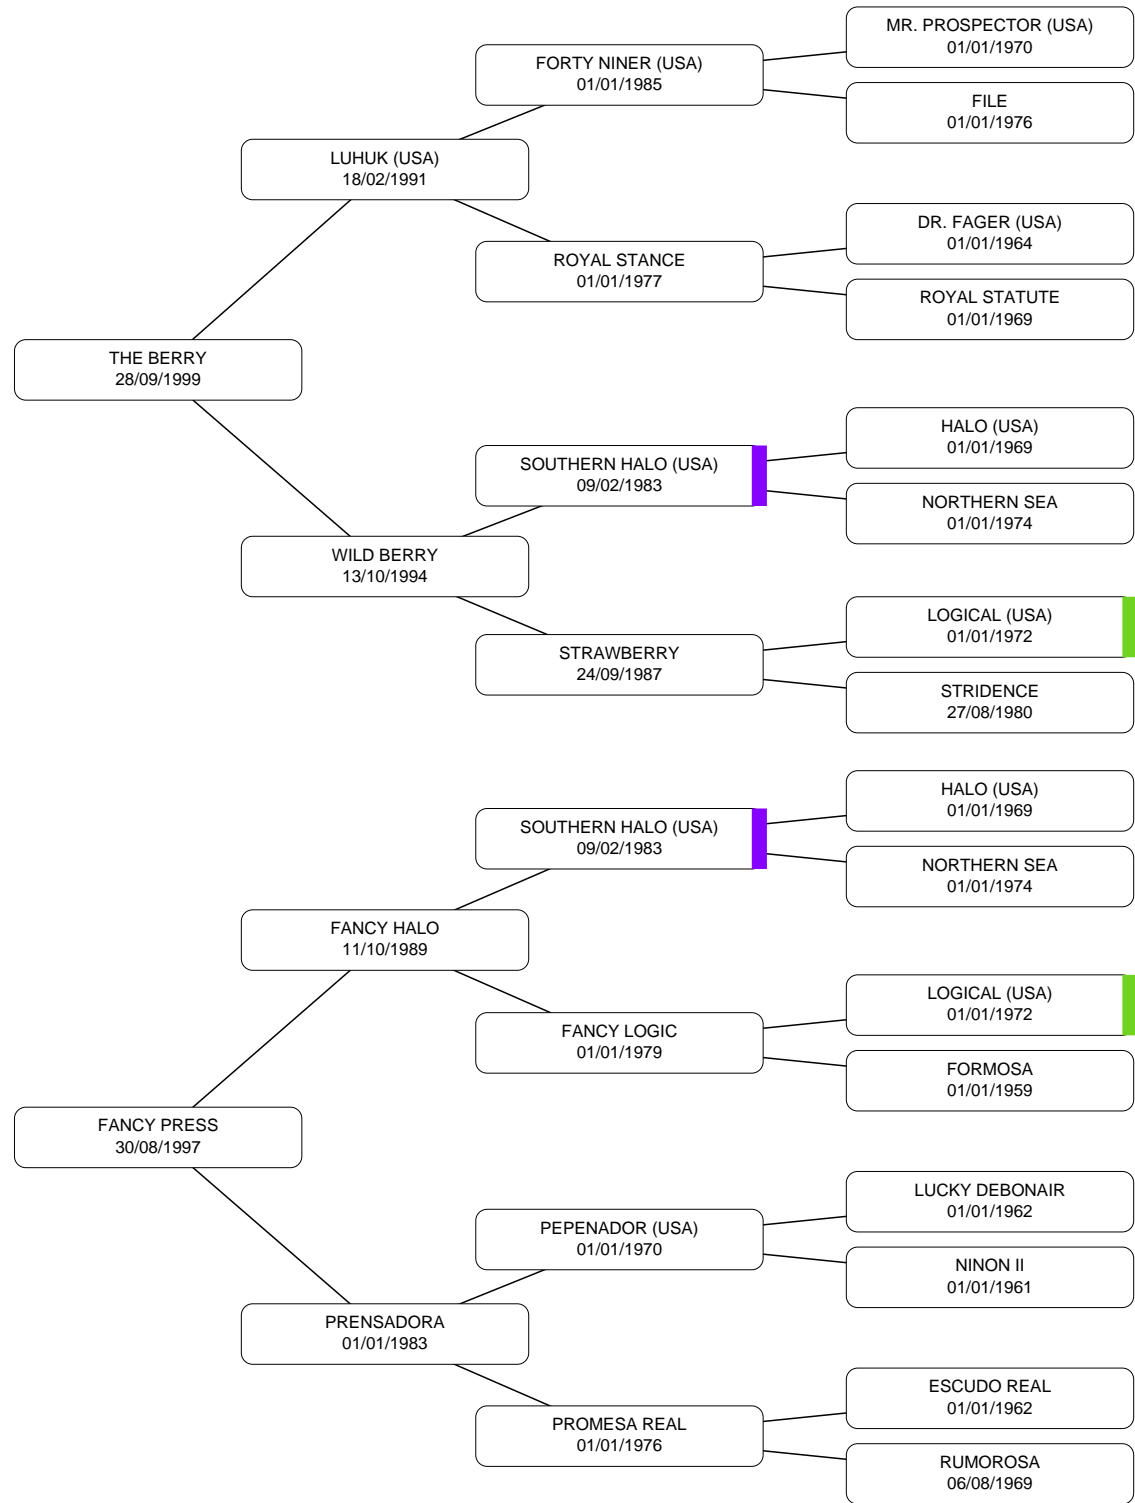 MR. PROSPECTOR (USA)
01/01/1970
FORTY NINER (USA)
01/01/1985
FILE
01/01/1976
LUHUK (USA)
18/02/1991
DR. FAGER (USA)
01/01/1964
ROYAL STANCE
01/01/1977
ROYAL STATUTE
01/01/1969
THE BERRY
28/09/1999
HALO (USA)
01/01/1969
SOUTHERN HALO (USA)
09/02/1983
NORTHERN SEA
01/01/1974
WILD BERRY
13/10/1994
LOGICAL (USA)
01/01/1972
STRAWBERRY
24/09/1987
STRIDENCE
27/08/1980
HALO (USA)
01/01/1969
SOUTHERN HALO (USA)
09/02/1983
NORTHERN SEA
01/01/1974
FANCY HALO
11/10/1989
LOGICAL (USA)
01/01/1972
FANCY LOGIC
01/01/1979
FORMOSA
01/01/1959
FANCY PRESS
30/08/1997
LUCKY DEBONAIR
01/01/1962
PEPENADOR (USA)
01/01/1970
NINON II
01/01/1961
PRENSADORA
01/01/1983
ESCUDO REAL
01/01/1962
PROMESA REAL
01/01/1976
RUMOROSA
06/08/1969